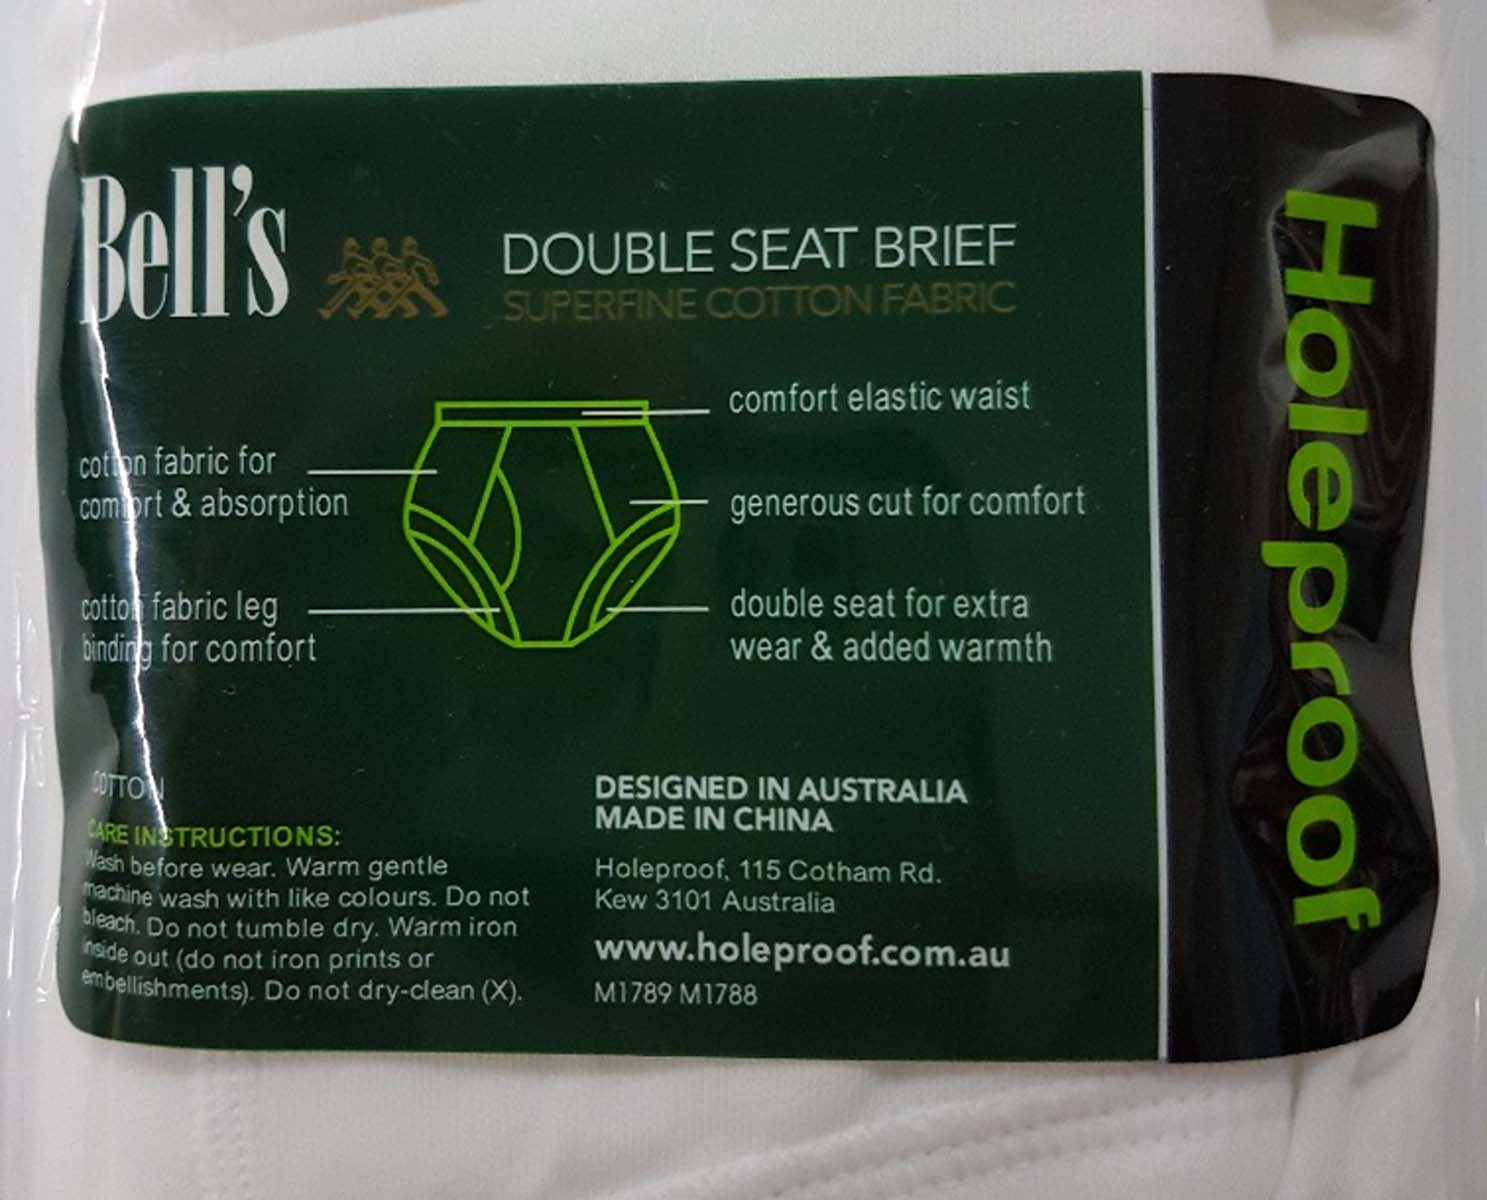 Bell's
DOUBLE SEAT BRIEF
SUPERFINE COTTON FABRIC
comfort elastic waist
cotton fabric for
comfort & absorption
generous cut for comfort
cotton fabric leg
binding for comfort
double seat for extra
wear & added warmth
COTTON
CARE INSTRUCTIONS:
Wash before wear. Warm gentle
machine wash with like colours. Do not
bleach. Do not tumble dry. Warm iron
inside out (do not iron prints or
embellishments). Do not dry-clean (X).
DESIGNED IN AUSTRALIA
MADE IN CHINA
Holeproof, 115 Cotham Rd.
Kew 3101 Australia
www.holeproof.com.au
M1789 M1788
Holeproof